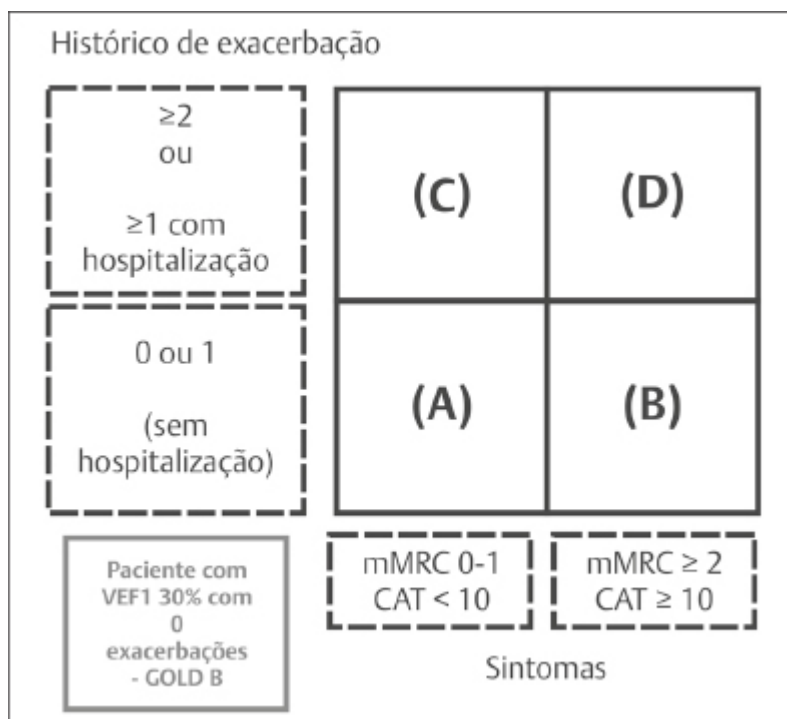 Histórico de exacerbação
≥2
ou
≥1 com
hospitalização
(C)
(D)
0 ou 1
(sem
hospitalização)
(A)
(B)
Paciente com
VEF1 30% com
0
exacerbações
- GOLD B
mMRC 0-1
CAT < 10
mMRC ≥ 2
CAT ≥ 10
Sintomas